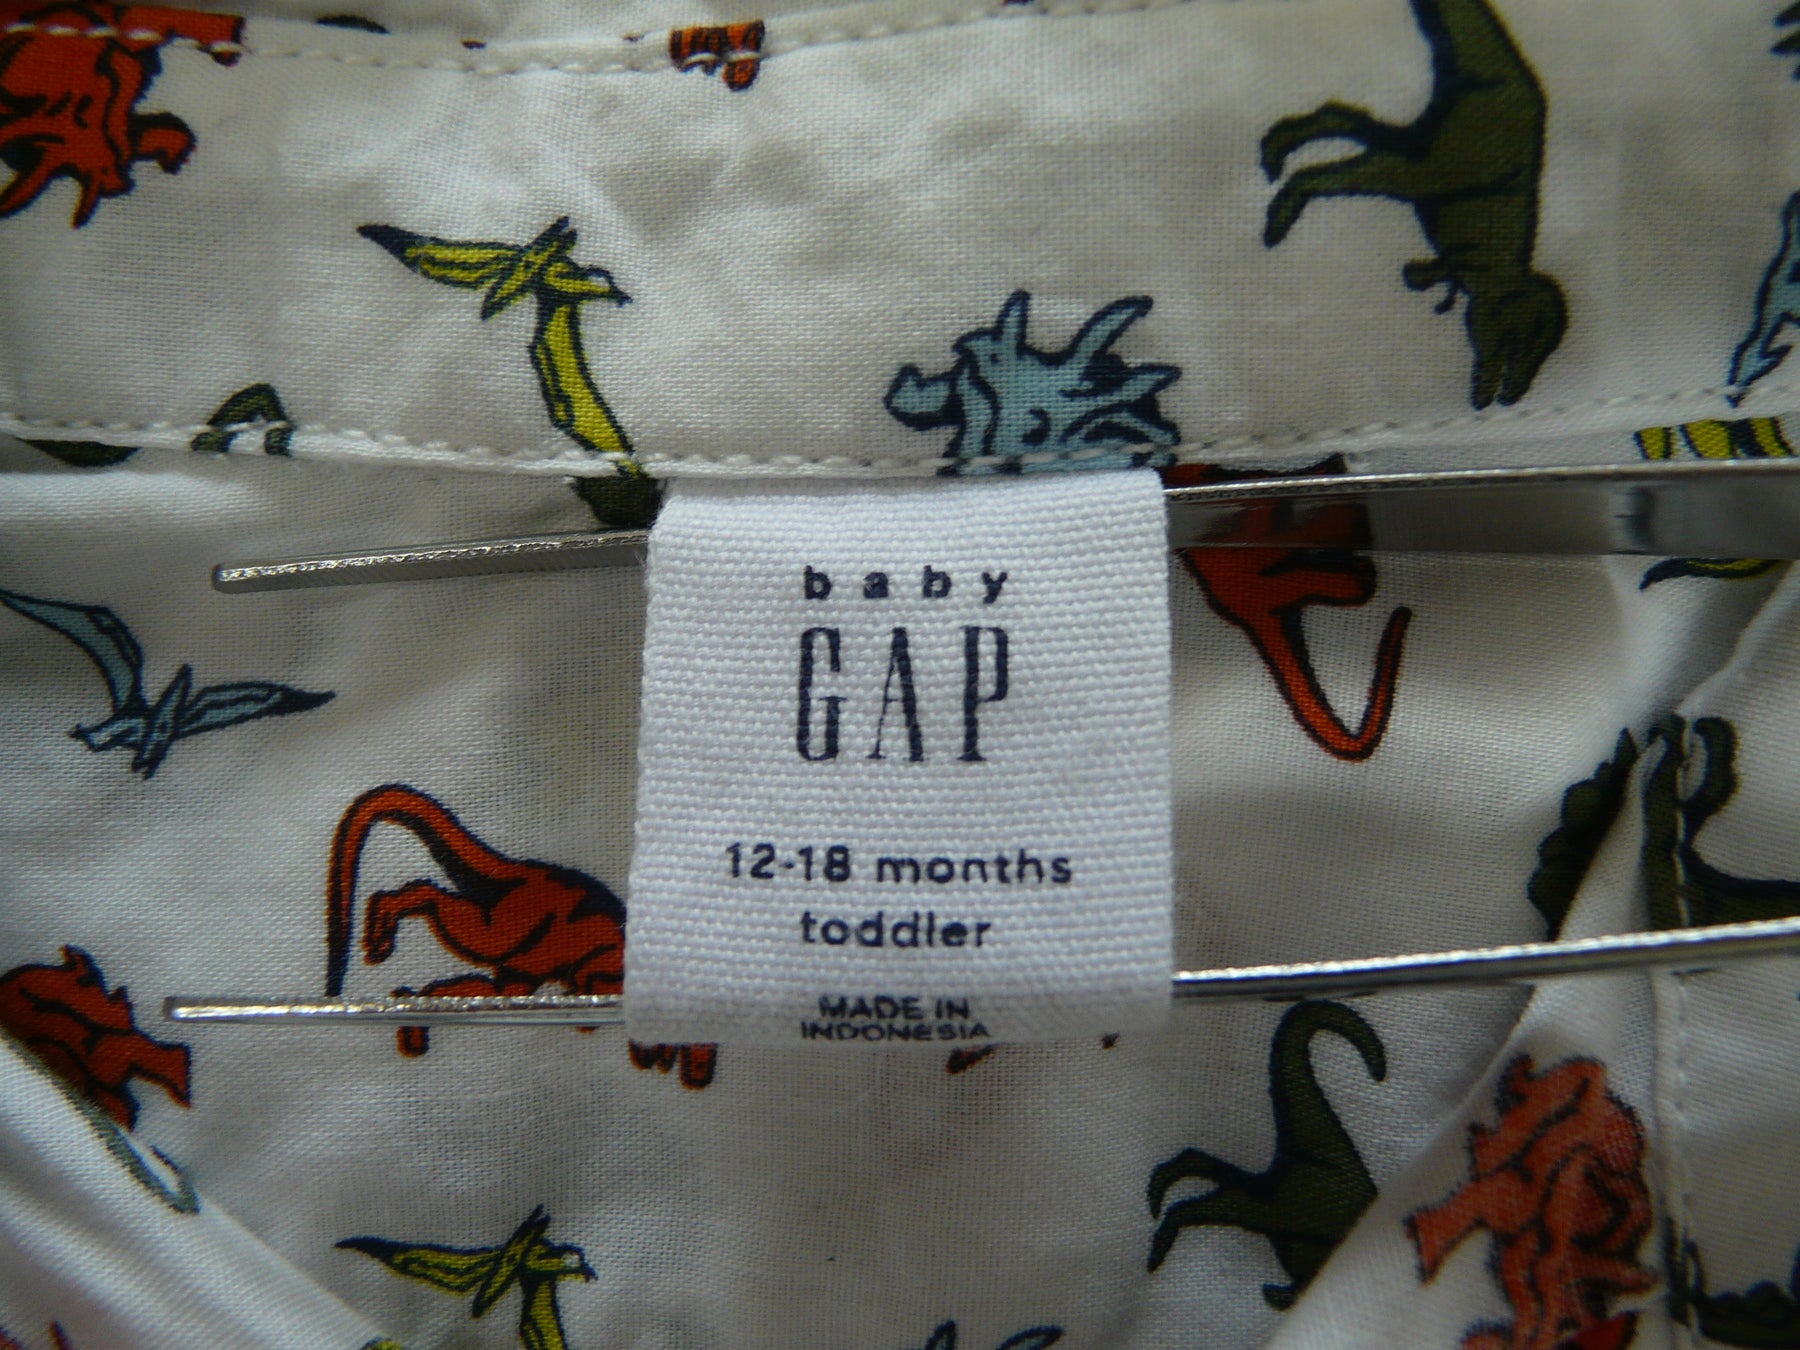 baby
GAP
12-18 months
toddler
MADE IN
INDONESIA